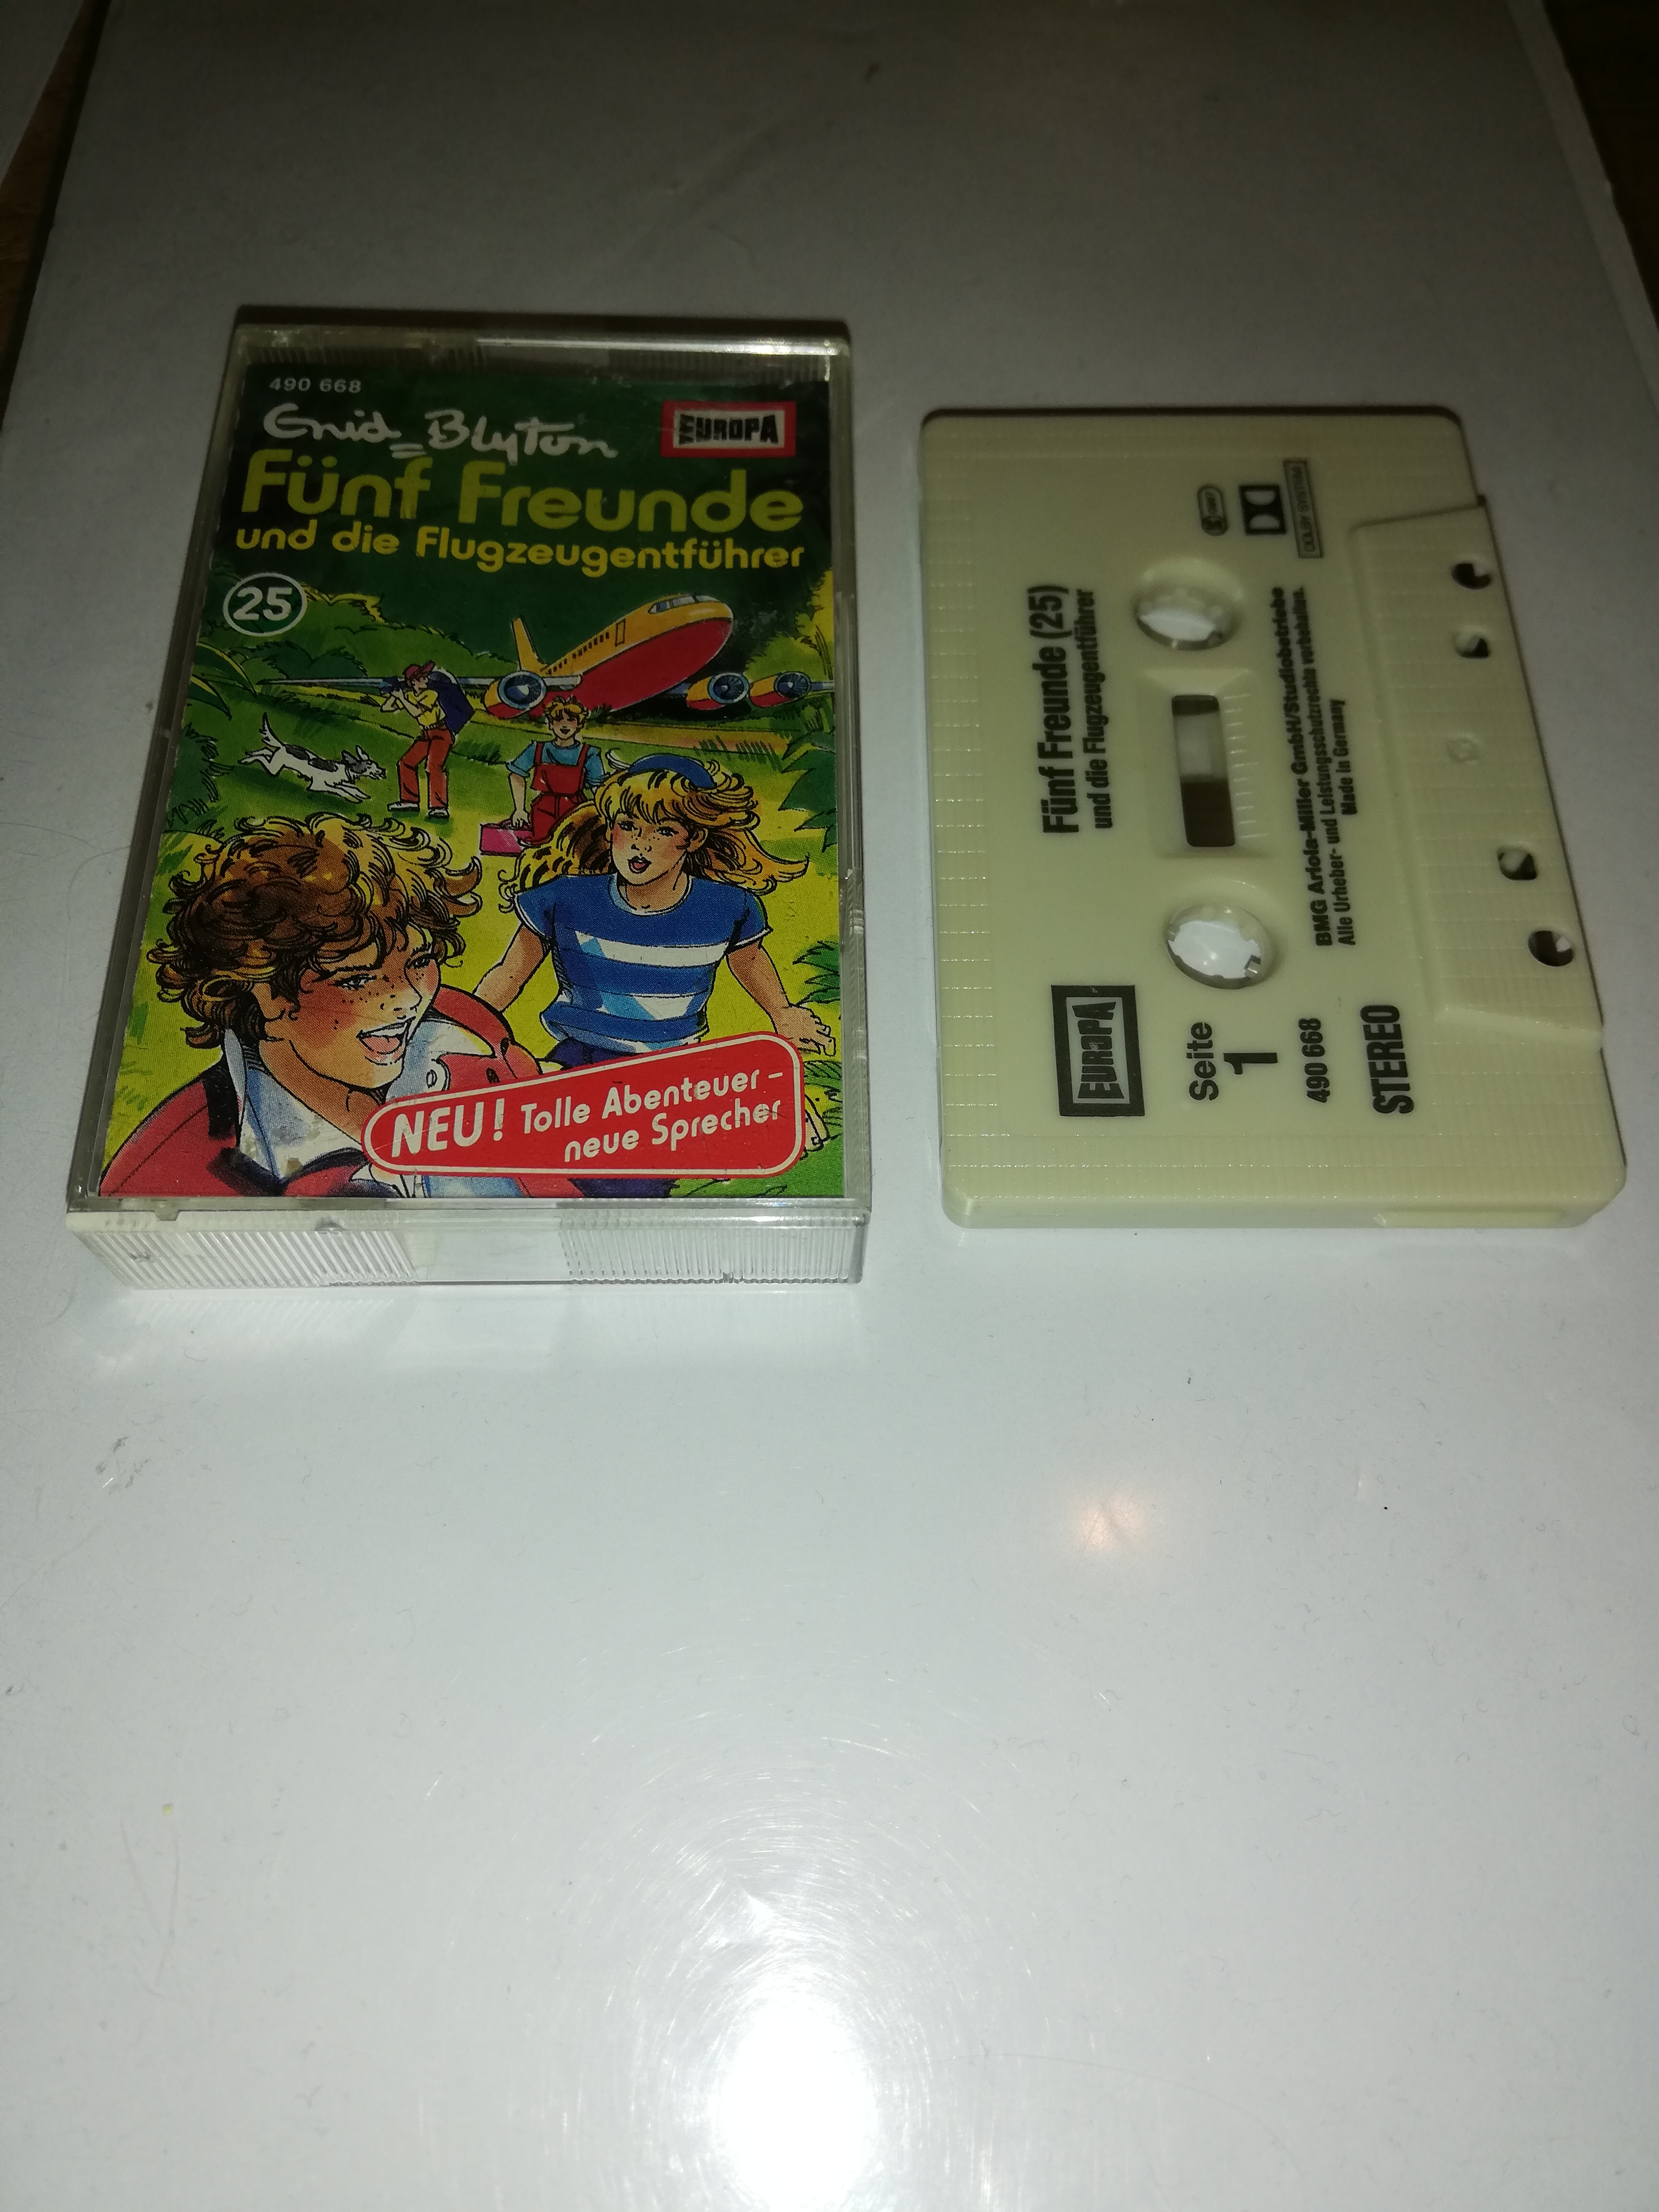 490 668
Enid Blyton
EUROPA
Fünf Freunde
und die Flugzeugentführer
25
NEU! Tolle Abenteuer –
neue Sprecher
Fünf Freunde (25)
und die Flugzeugentführer
EUROPA
Seite
1
490 668
STEREO
DOLBY SYSTEM
BMG Ariola-Miller GmbH/Studiobetriebe
Alle Urheber- und Leistungsschutzrechte vorbehalten.
Made in Germany